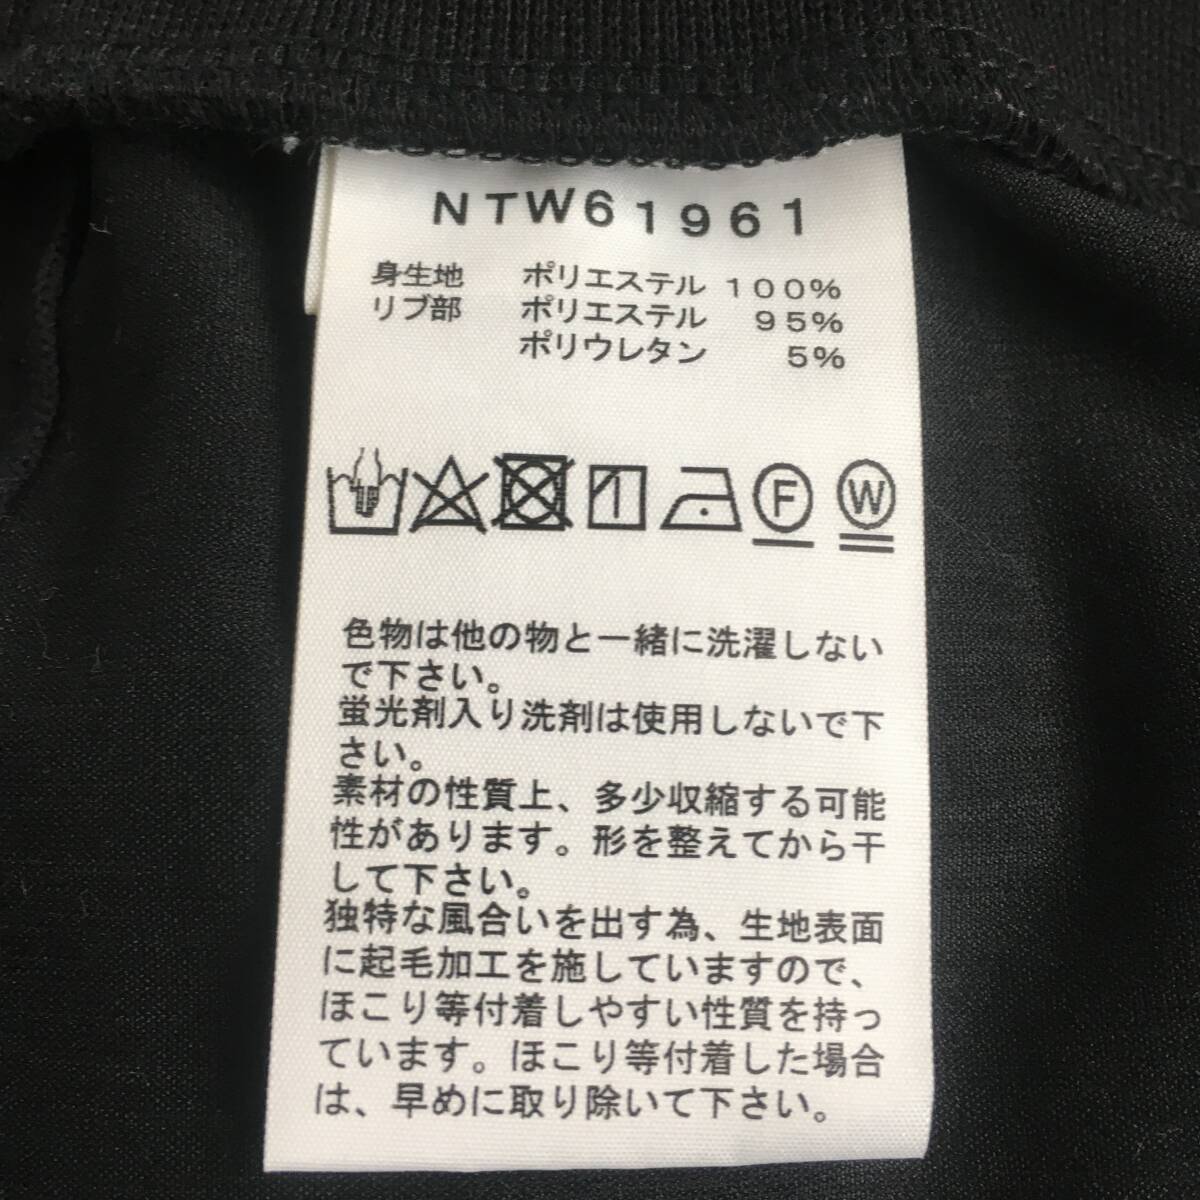 NTW61961
身生地 ポリエステル 100%
リブ部 ポリエステル 95%
ポリウレタン 5%
F W
色物は他の物と一緒に洗濯しない
で下さい。
蛍光剤入り洗剤は使用しないで下
さい。
素材の性質上、多少収縮する可能
性があります。形を整えてから干
して下さい。
独特な風合いを出す為、生地表面
に起毛加工を施していますので、
ほこり等付着しやすい性質を持っ
ています。ほこり等付着した場合
は、早めに取り除いて下さい。